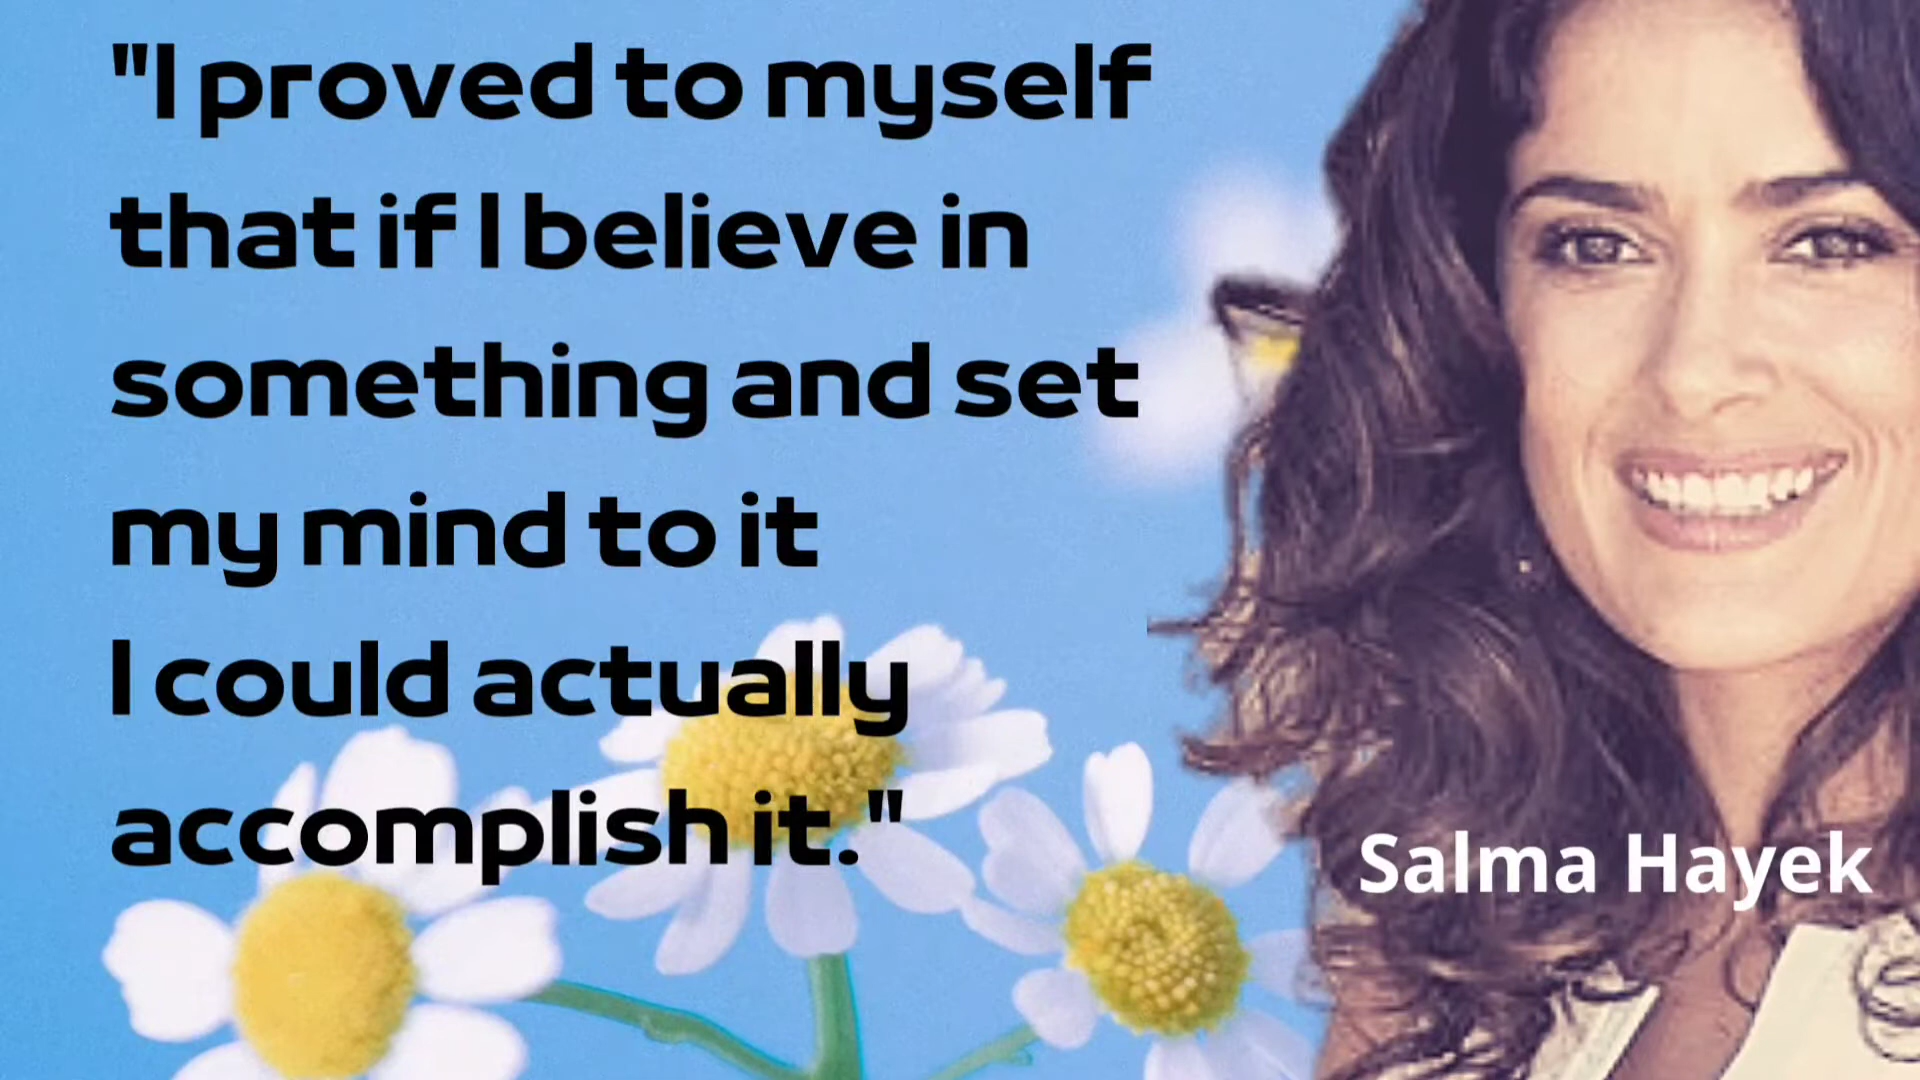 "I proved to myself
that if I believe in
something and set
my mind to it
I could actually
accomplish it."
Salma Hayek